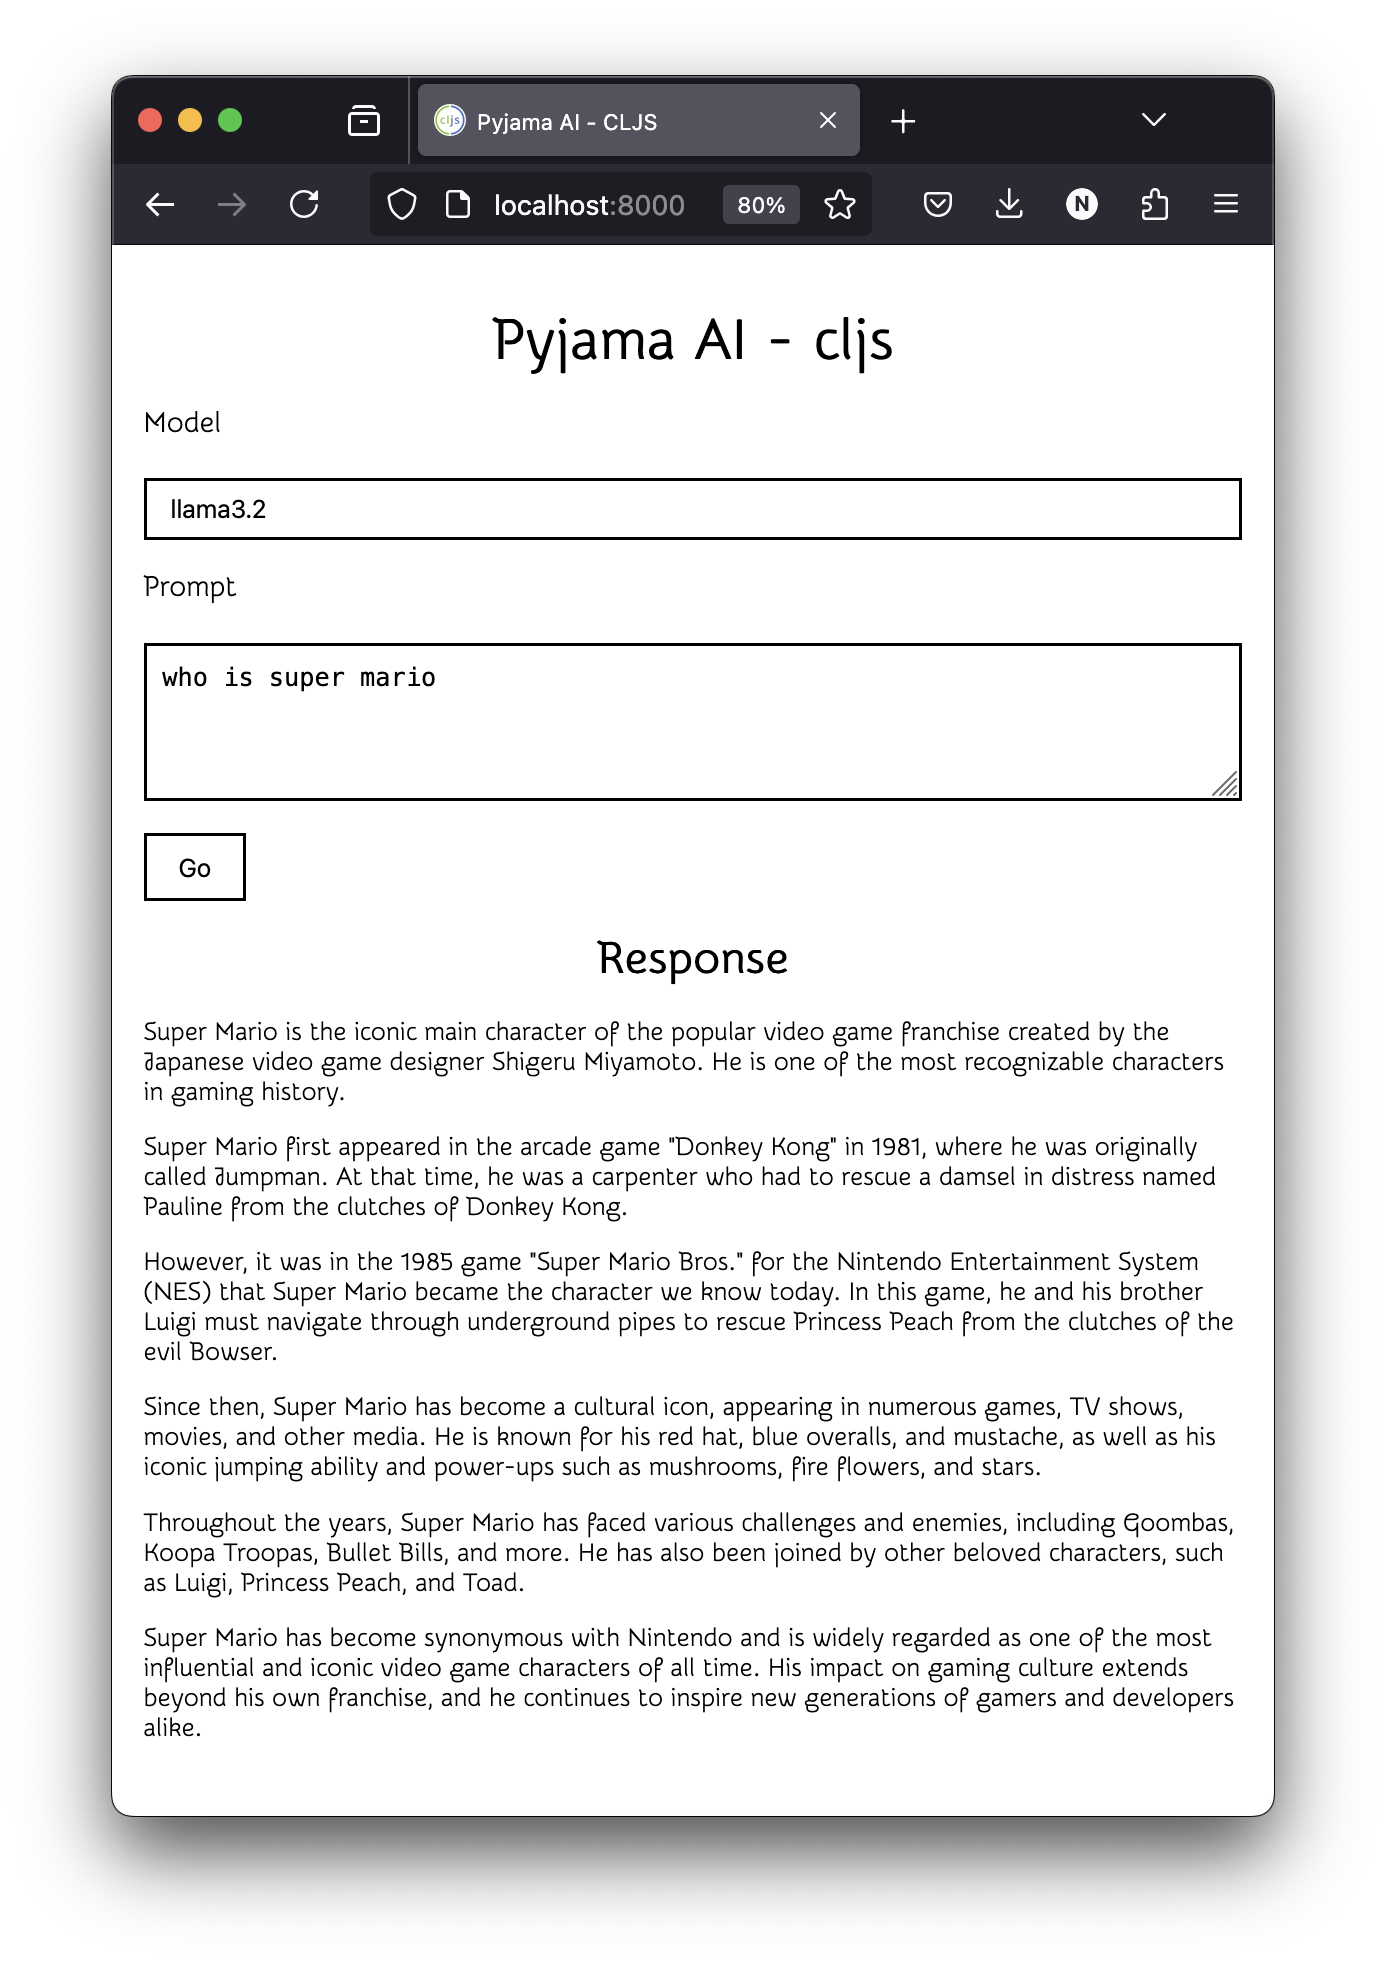 cljs Pyjama AI - CLJS
localhost:8000 80% N
Pyjama AI - cljs
Model
llama3.2
Prompt
who is super mario
Go
Response
Super Mario is the iconic main character of the popular video game franchise created by the
Japanese video game designer Shigeru Miyamoto. He is one of the most recognizable characters
in gaming history.
Super Mario first appeared in the arcade game "Donkey Kong" in 1981, where he was originally
called Jumpman. At that time, he was a carpenter who had to rescue a damsel in distress named
Pauline from the clutches of Donkey Kong.
However, it was in the 1985 game "Super Mario Bros." for the Nintendo Entertainment System
(NES) that Super Mario became the character we know today. In this game, he and his brother
Luigi must navigate through underground pipes to rescue Princess Peach from the clutches of the
evil Bowser.
Since then, Super Mario has become a cultural icon, appearing in numerous games, TV shows,
movies, and other media. He is known for his red hat, blue overalls, and mustache, as well as his
iconic jumping ability and power-ups such as mushrooms, fire flowers, and stars.
Throughout the years, Super Mario has faced various challenges and enemies, including Goombas,
Koopa Troopas, Bullet Bills, and more. He has also been joined by other beloved characters, such
as Luigi, Princess Peach, and Toad.
Super Mario has become synonymous with Nintendo and is widely regarded as one of the most
influential and iconic video game characters of all time. His impact on gaming culture extends
beyond his own franchise, and he continues to inspire new generations of gamers and developers
alike.